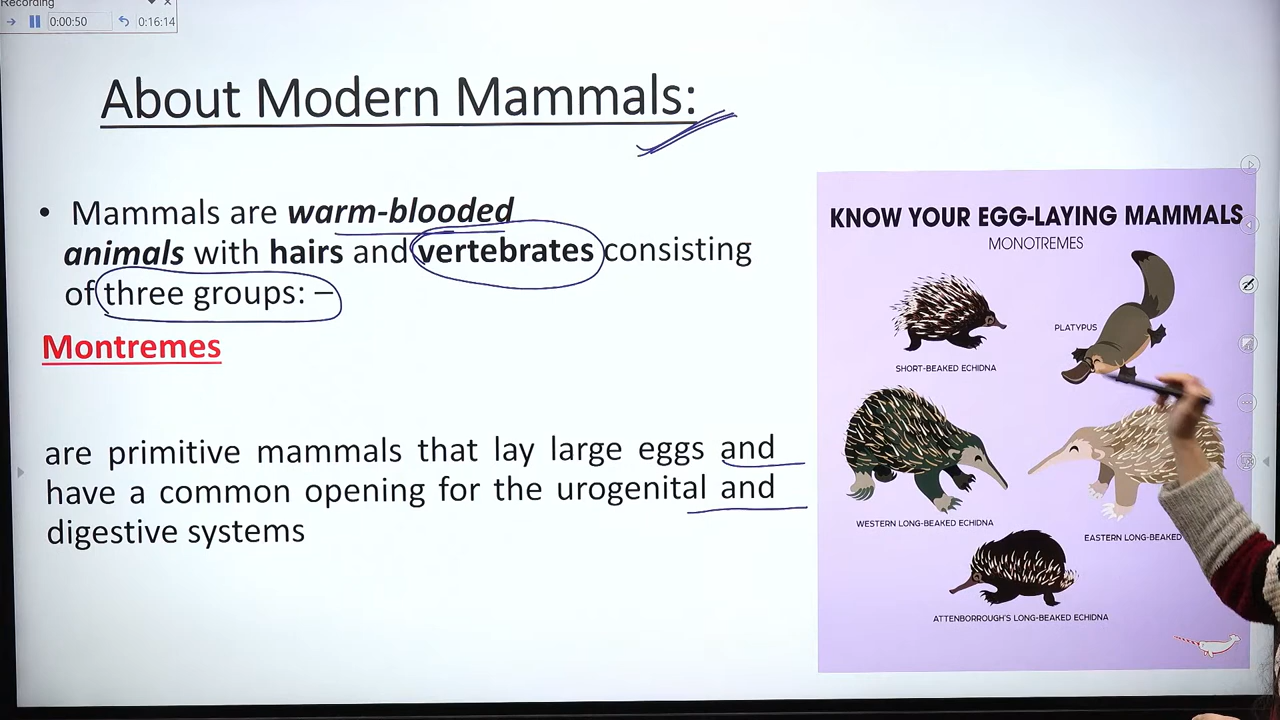 Recording
0:00:50
0:16:14
About Modern Mammals:
• Mammals are warm-blooded
animals with hairs and vertebrates consisting
of three groups: –
Montremes
are primitive mammals that lay large eggs and
have a common opening for the urogenital and
digestive systems
KNOW YOUR EGG-LAYING MAMMALS
MONOTREMES
PLATYPUS
SHORT-BEAKED ECHIDNA
WESTERN LONG-BEAKED ECHIDNA
EASTERN LONG-BEAKED
ATTENBORROUGH'S LONG-BEAKED ECHIDNA